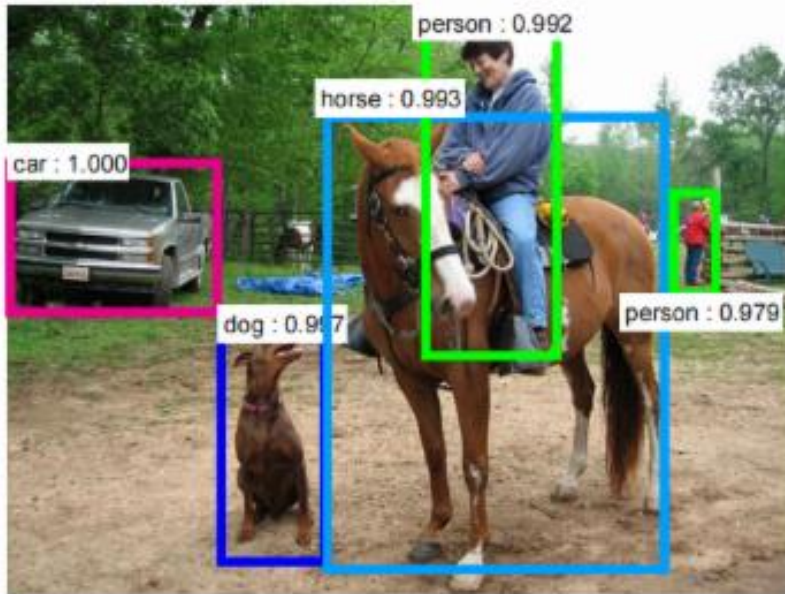 person : 0.992
horse : 0.993
car : 1.000
dog : 0.997
person : 0.979